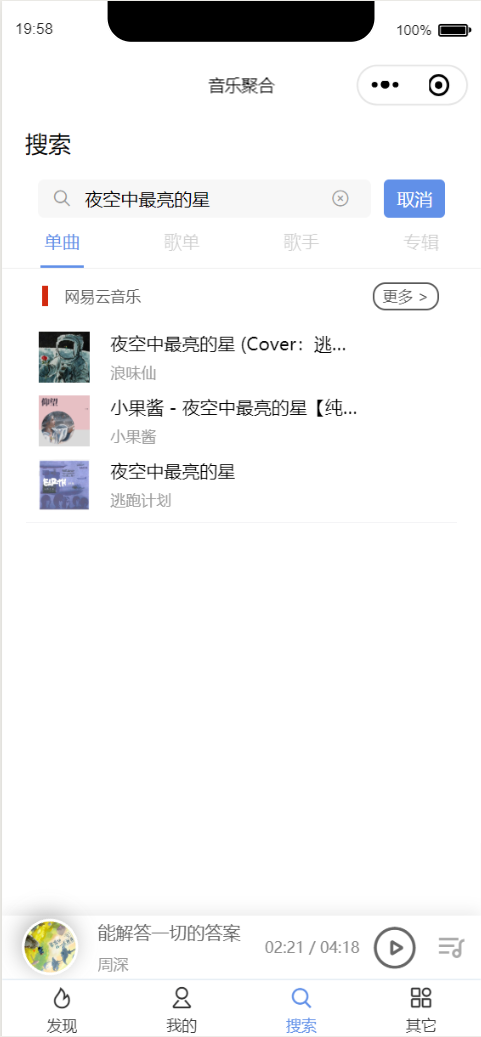 19:58
100%
音乐聚合
搜索
夜空中最亮的星
取消
单曲 歌单 歌手 专辑
网易云音乐
更多 >
夜空中最亮的星 (Cover：逃...
浪味仙
仰望
小果酱 - 夜空中最亮的星【纯...
小果酱
EARTH
夜空中最亮的星
逃跑计划
能解答一切的答案
周深
02:21 / 04:18
发现 我的 搜索 其它